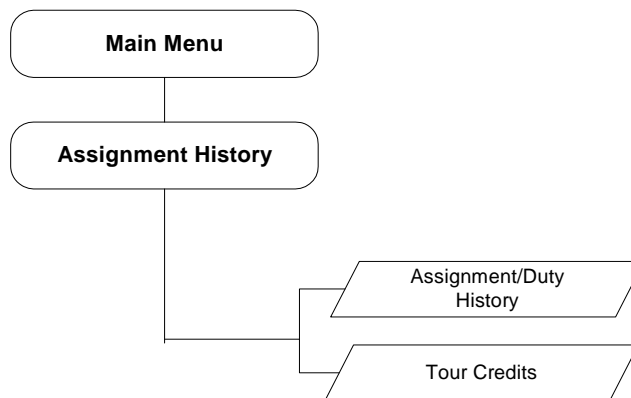 Main Menu
Assignment History
Assignment/Duty
History
Tour Credits